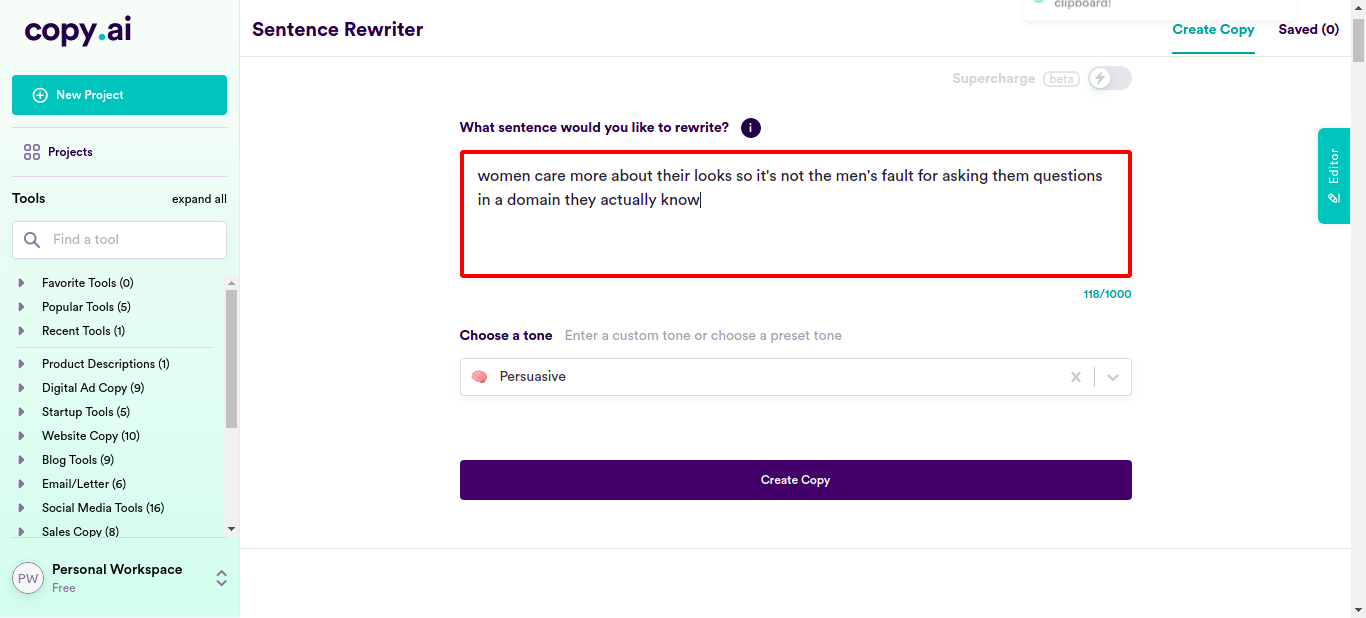 copy.ai
New Project
Projects
Tools
expand all
Find a tool
Favorite Tools (0)
Popular Tools (5)
Recent Tools (1)
Product Descriptions (1)
Digital Ad Copy (9)
Startup Tools (5)
Website Copy (10)
Blog Tools (9)
Email/Letter (6)
Social Media Tools (16)
Sales Copy (8)
PW
Personal Workspace
Free
Sentence Rewriter
clipboard!
Create Copy
Saved (0)
Supercharge beta
What sentence would you like to rewrite? i
women care more about their looks so it's not the men's fault for asking them questions
in a domain they actually know
118/1000
Choose a tone Enter a custom tone or choose a preset tone
Persuasive
Create Copy
Editor